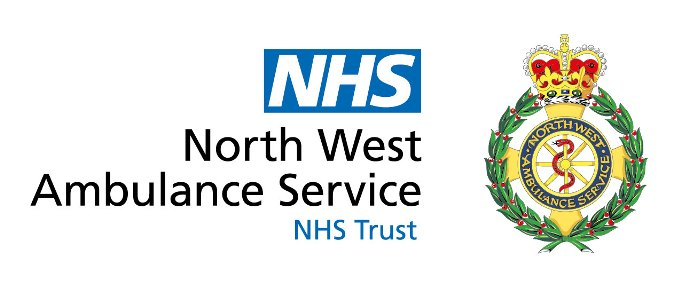 NHS
North West
Ambulance Service
NHS Trust
NORTH WEST
AMBULANCE SERVICE